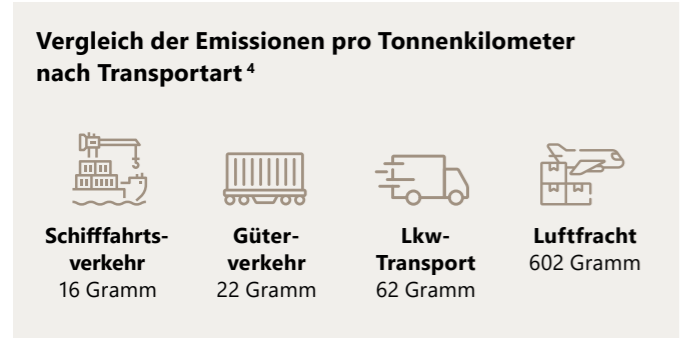 Vergleich der Emissionen pro Tonnenkilometer
nach Transportart ⁴
Schifffahrts-
verkehr
16 Gramm
Güter-
verkehr
22 Gramm
Lkw-
Transport
62 Gramm
Luftfracht
602 Gramm